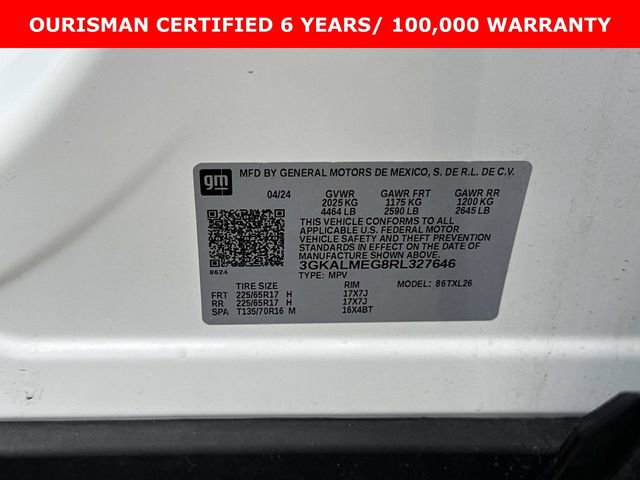 OURISMAN CERTIFIED 6 YEARS/ 100,000 WARRANTY
gm
MFD BY GENERAL MOTORS DE MEXICO, S. DE R.L. DE C.V.
04/24 GVWR GAWR FRT GAWR RR
2025 KG 1175 KG 1200 KG
4464 LB 2590 LB 2645 LB
THIS VEHICLE CONFORMS TO ALL
APPLICABLE U.S. FEDERAL MOTOR
VEHICLE SAFETY AND THEFT PREVENTION
STANDARDS IN EFFECT ON THE DATE OF
MANUFACTURE SHOWN ABOVE.
3GKALMEG8RL327646
8624
TYPE: MPV
TIRE SIZE RIM MODEL: 86TXL26
FRT 225/65R17 H 17X7J
RR 225/65R17 H 17X7J
SPA T135/70R16 M 16X4BT